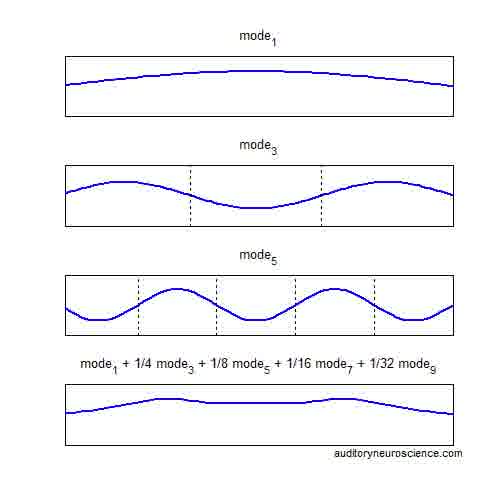 mode₁
mode₃
mode₅
mode₁ + 1/4 mode₃ + 1/8 mode₅ + 1/16 mode₇ + 1/32 mode₉
auditoryneuroscience.com